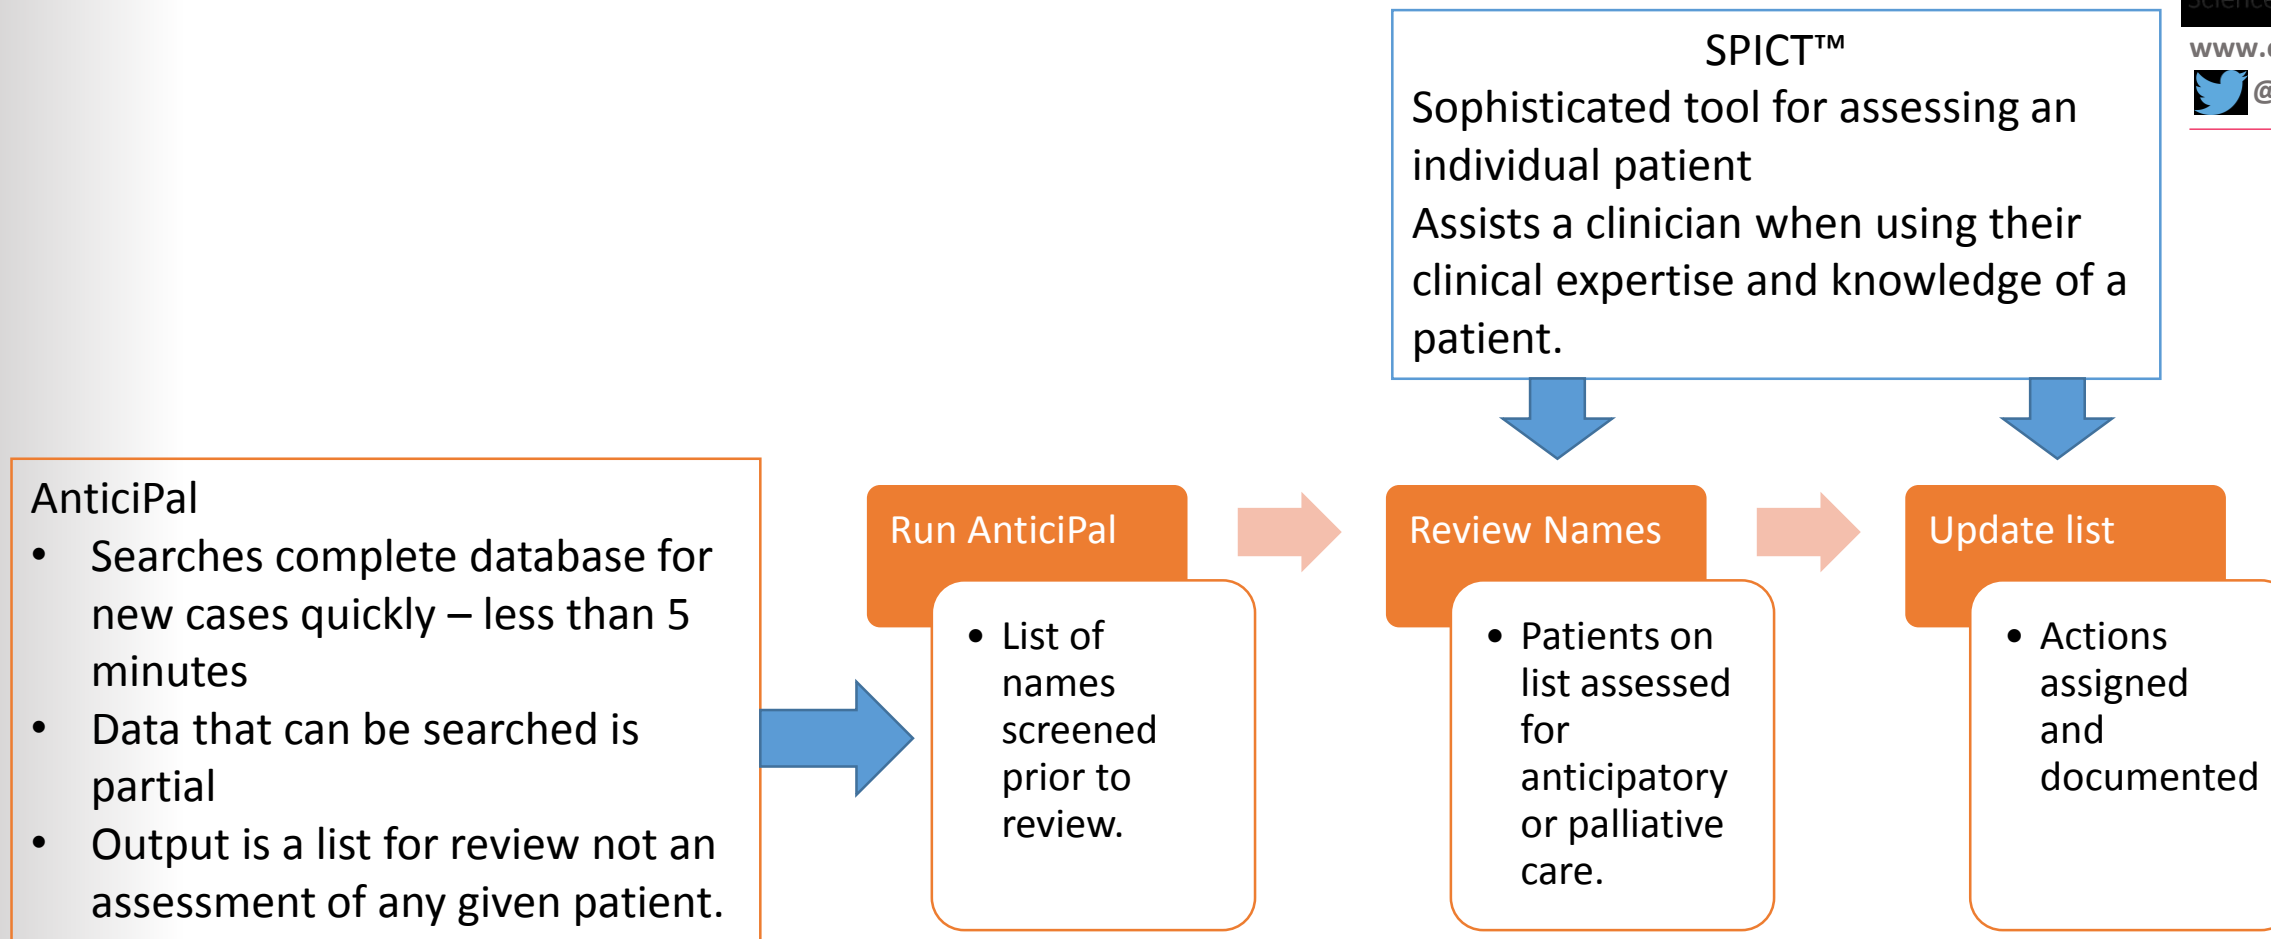 SPICT™
Sophisticated tool for assessing an
individual patient
Assists a clinician when using their
clinical expertise and knowledge of a
patient.
www.
@
AnticiPal
• Searches complete database for
new cases quickly – less than 5
minutes
• Data that can be searched is
partial
• Output is a list for review not an
assessment of any given patient.
Run AnticiPal
• List of
names
screened
prior to
review.
Review Names
• Patients on
list assessed
for
anticipatory
or palliative
care.
Update list
• Actions
assigned
and
documented